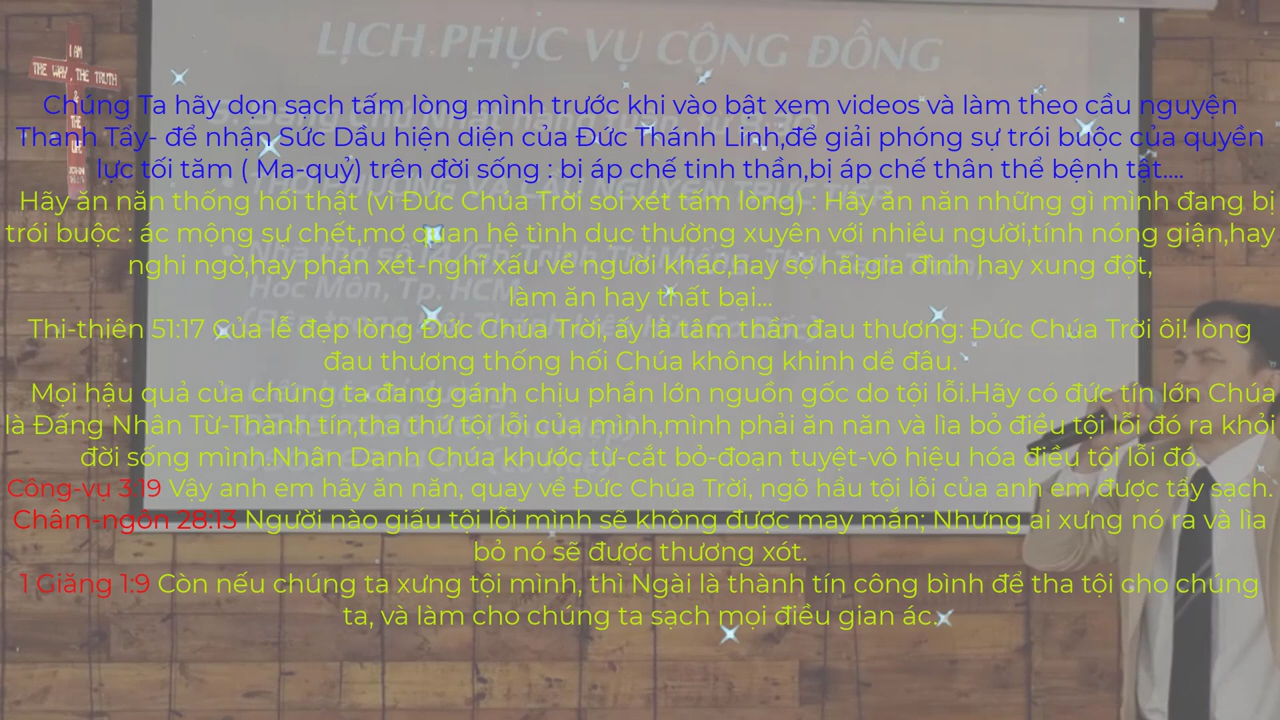 LỊCH PHỤC VỤ CỘNG ĐỒNG
I AM
THE WAY, THE TRUTH
&
THE
LIFE
Chúng Ta hãy dọn sạch tấm lòng mình trước khi vào bật xem videos và làm theo cầu nguyện
Thanh Tẩy- để nhận Sức Dầu hiện diện của Đức Thánh Linh,để giải phóng sự trói buộc của quyền
lực tối tăm ( Ma-quỷ) trên đời sống : bị áp chế tinh thần,bị áp chế thân thể bệnh tật....
Hãy ăn năn thống hối thật (vì Đức Chúa Trời soi xét tấm lòng) : Hãy ăn năn những gì mình đang bị
trói buộc : ác mộng sự chết,mơ quan hệ tình dục thường xuyên với nhiều người,tính nóng giận,hay
nghi ngờ,hay phán xét-nghĩ xấu về người khác,hay sợ hãi,gia đình hay xung đột,
làm ăn hay thất bại...
Thi-thiên 51:17 Của lễ đẹp lòng Đức Chúa Trời, ấy là tâm thần đau thương: Đức Chúa Trời ôi! lòng
đau thương thống hối Chúa không khinh dể đâu.
Mọi hậu quả của chúng ta đang gánh chịu phần lớn nguồn gốc do tội lỗi.Hãy có đức tín lớn Chúa
là Đấng Nhân Từ-Thành tín,tha thứ tội lỗi của mình,mình phải ăn năn và lìa bỏ điều tội lỗi đó ra khỏi
đời sống mình.Nhân Danh Chúa khước từ-cắt bỏ-đoạn tuyệt-vô hiệu hóa điều tội lỗi đó.
Công-vụ 3:19 Vậy anh em hãy ăn năn, quay về Đức Chúa Trời, ngõ hầu tội lỗi của anh em được tẩy sạch.
Châm-ngôn 28:13 Người nào giấu tội lỗi mình sẽ không được may mắn; Nhưng ai xưng nó ra và lìa
bỏ nó sẽ được thương xót.
1 Giăng 1:9 Còn nếu chúng ta xưng tội mình, thì Ngài là thành tín công bình để tha tội cho chúng
ta, và làm cho chúng ta sạch mọi điều gian ác.